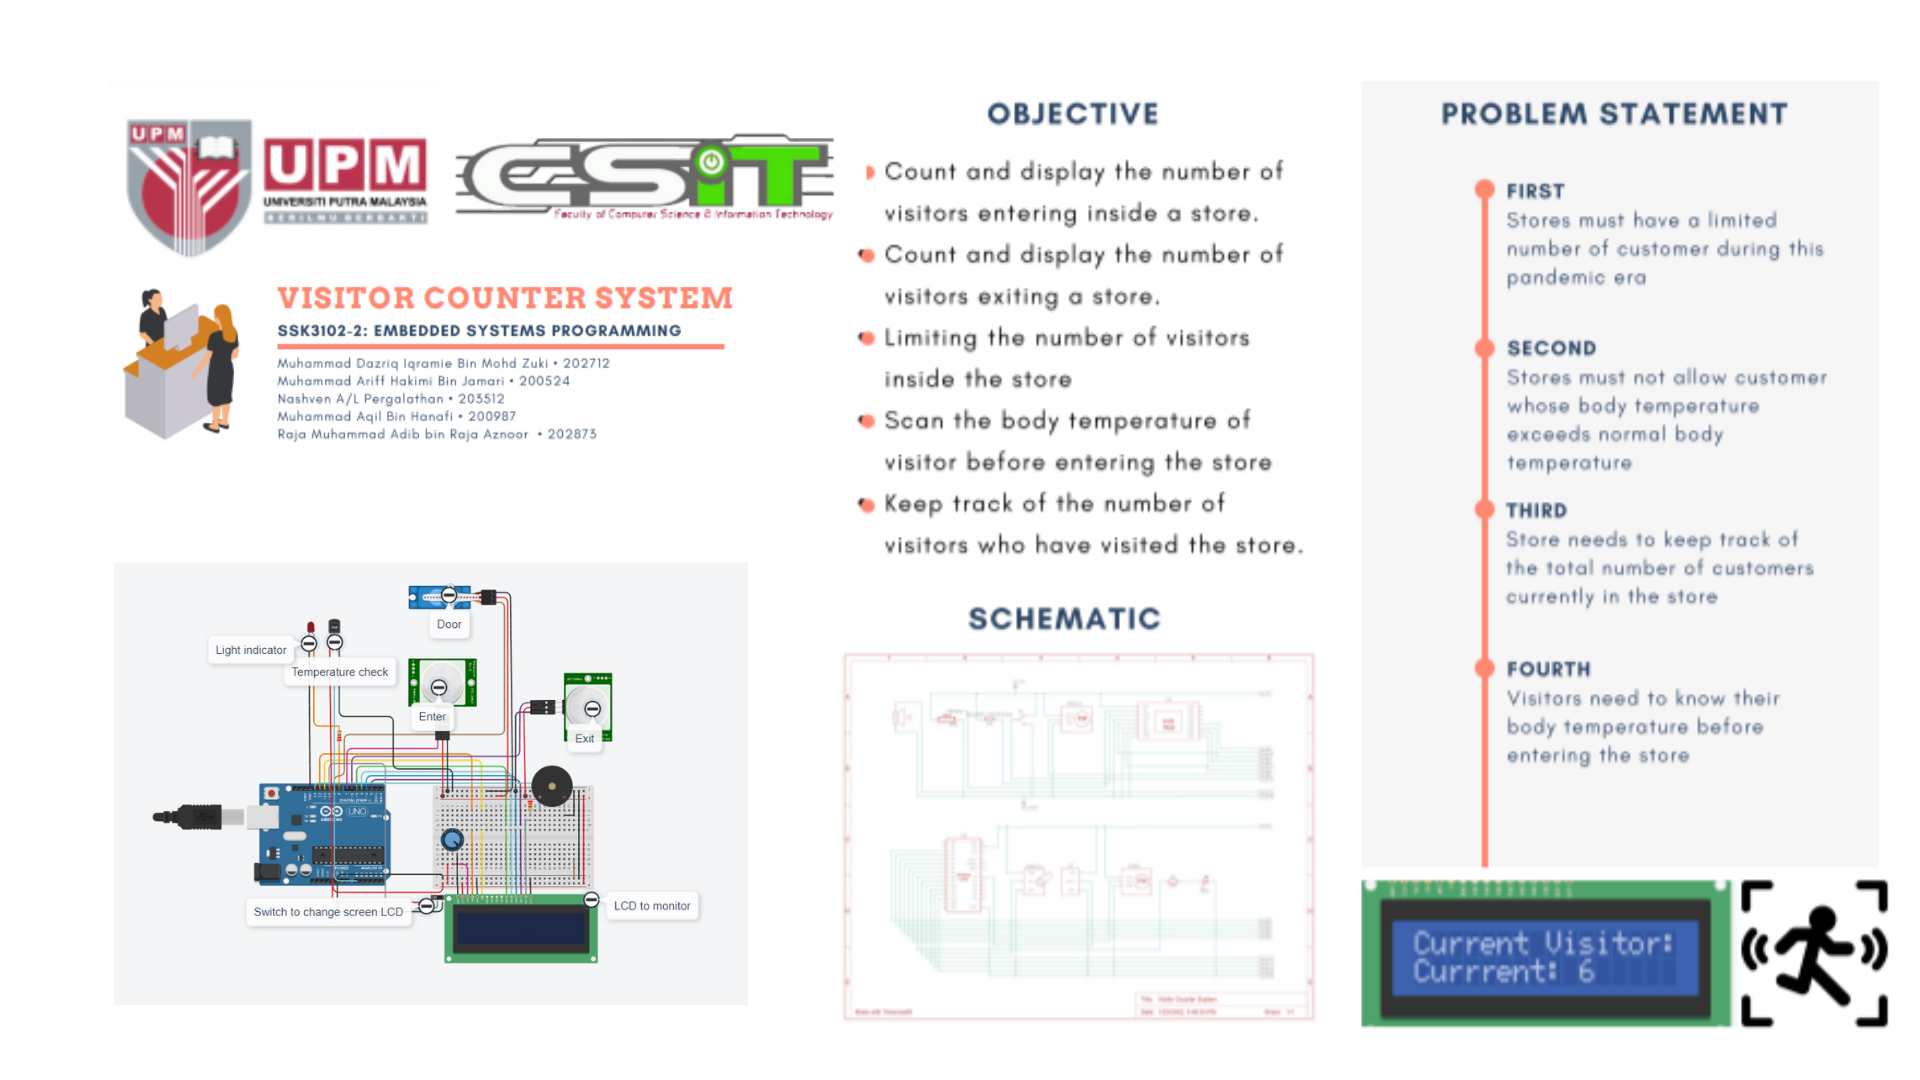 UPM
UPM
UNIVERSITI PUTRA MALAYSIA
BERILMU BERBAKTI
CSiT
Faculty of Computer Science & Information Technology
VISITOR COUNTER SYSTEM
SSK3102-2: EMBEDDED SYSTEMS PROGRAMMING
Muhammad Dazriq Iqramie Bin Mohd Zuki • 202712
Muhammad Ariff Hakimi Bin Jamari • 200524
Nashven A/L Pergalathan • 203512
Muhammad Aqil Bin Hanafi • 200987
Raja Muhammad Adib bin Raja Aznoor • 202873
Door
Light indicator
Temperature check
Enter
Exit
UNO
Switch to change screen LCD
LCD to monitor
OBJECTIVE
Count and display the number of
visitors entering inside a store.
Count and display the number of
visitors exiting a store.
Limiting the number of visitors
inside the store
Scan the body temperature of
visitor before entering the store
Keep track of the number of
visitors who have visited the store.
SCHEMATIC
Title: Visitor Counter System
PROBLEM STATEMENT
FIRST
Stores must have a limited
number of customer during this
pandemic era
SECOND
Stores must not allow customer
whose body temperature
exceeds normal body
temperature
THIRD
Store needs to keep track of
the total number of customers
currently in the store
FOURTH
Visitors need to know their
body temperature before
entering the store
Current Visitor:
Currrent: 6